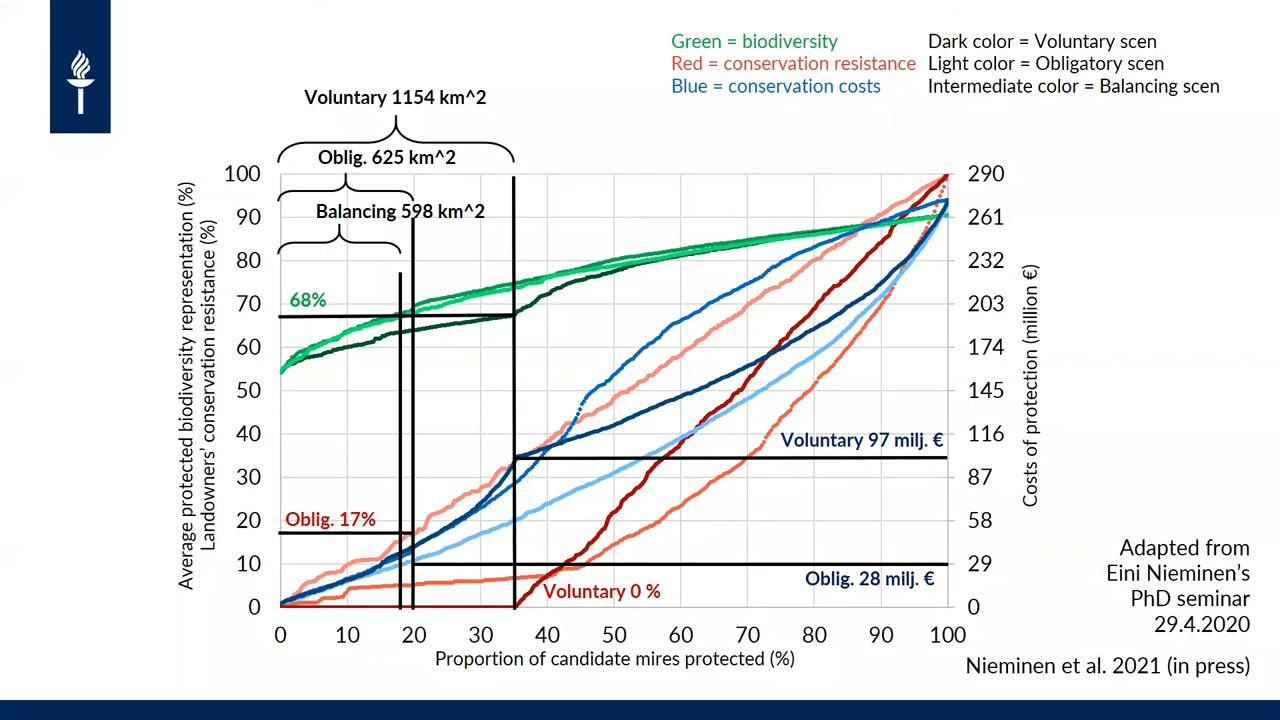 Green = biodiversity
Red = conservation resistance
Blue = conservation costs
Dark color = Voluntary scen
Light color = Obligatory scen
Intermediate color = Balancing scen
Voluntary 1154 km^2
Oblig. 625 km^2
Balancing 598 km^2
Average protected biodiversity representation (%)
Landowners' conservation resistance (%)
100
90
80
70
60
50
40
30
20
10
0
68%
Oblig. 17%
Voluntary 97 milj. €
Oblig. 28 milj. €
Voluntary 0 %
290
261
232
203
174
145
116
87
58
29
0
Costs of protection (million €)
0 10 20 30 40 50 60 70 80 90 100
Proportion of candidate mires protected (%)
Adapted from
Eini Nieminen's
PhD seminar
29.4.2020
Nieminen et al. 2021 (in press)